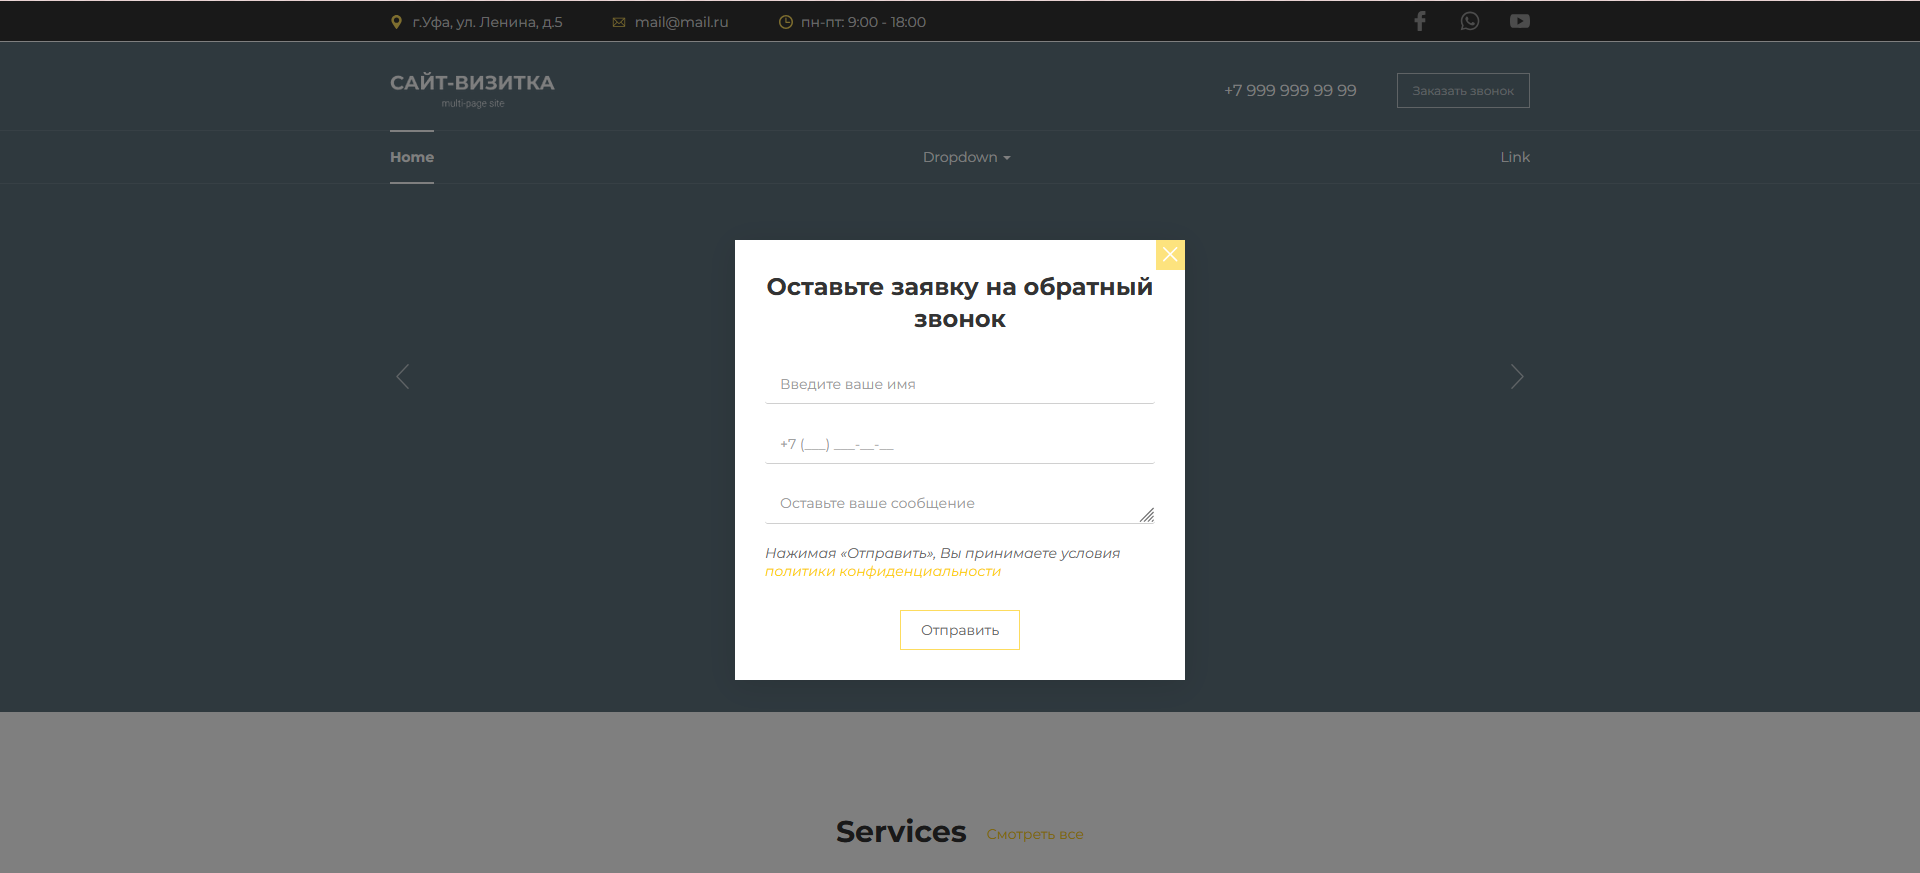 г.Уфа, ул. Ленина, д.5
mail@mail.ru
пн-пт: 9:00 - 18:00
САЙТ-ВИЗИТКА
multi-page site
+7 999 999 99 99
Заказать звонок
Home
Dropdown
Link
Оставьте заявку на обратный
звонок
Введите ваше имя
+7 (___) ___-__-__
Оставьте ваше сообщение
Нажимая «Отправить», Вы принимаете условия
политики конфиденциальности
Отправить
Services
Смотреть все